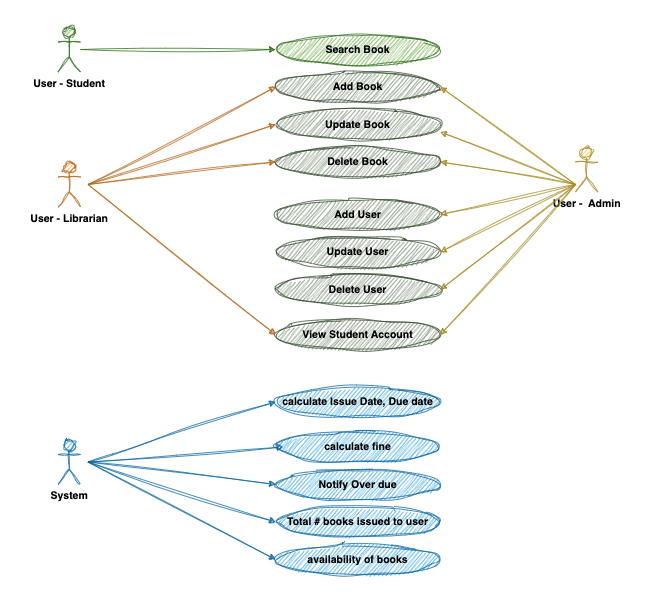 Search Book
User - Student
Add Book
Update Book
Delete Book
User - Librarian
User -  Admin
Add User
Update User
Delete User
View Student Account
calculate Issue Date, Due date
calculate fine
Notify Over due
System
Total # books issued to user
availability of books